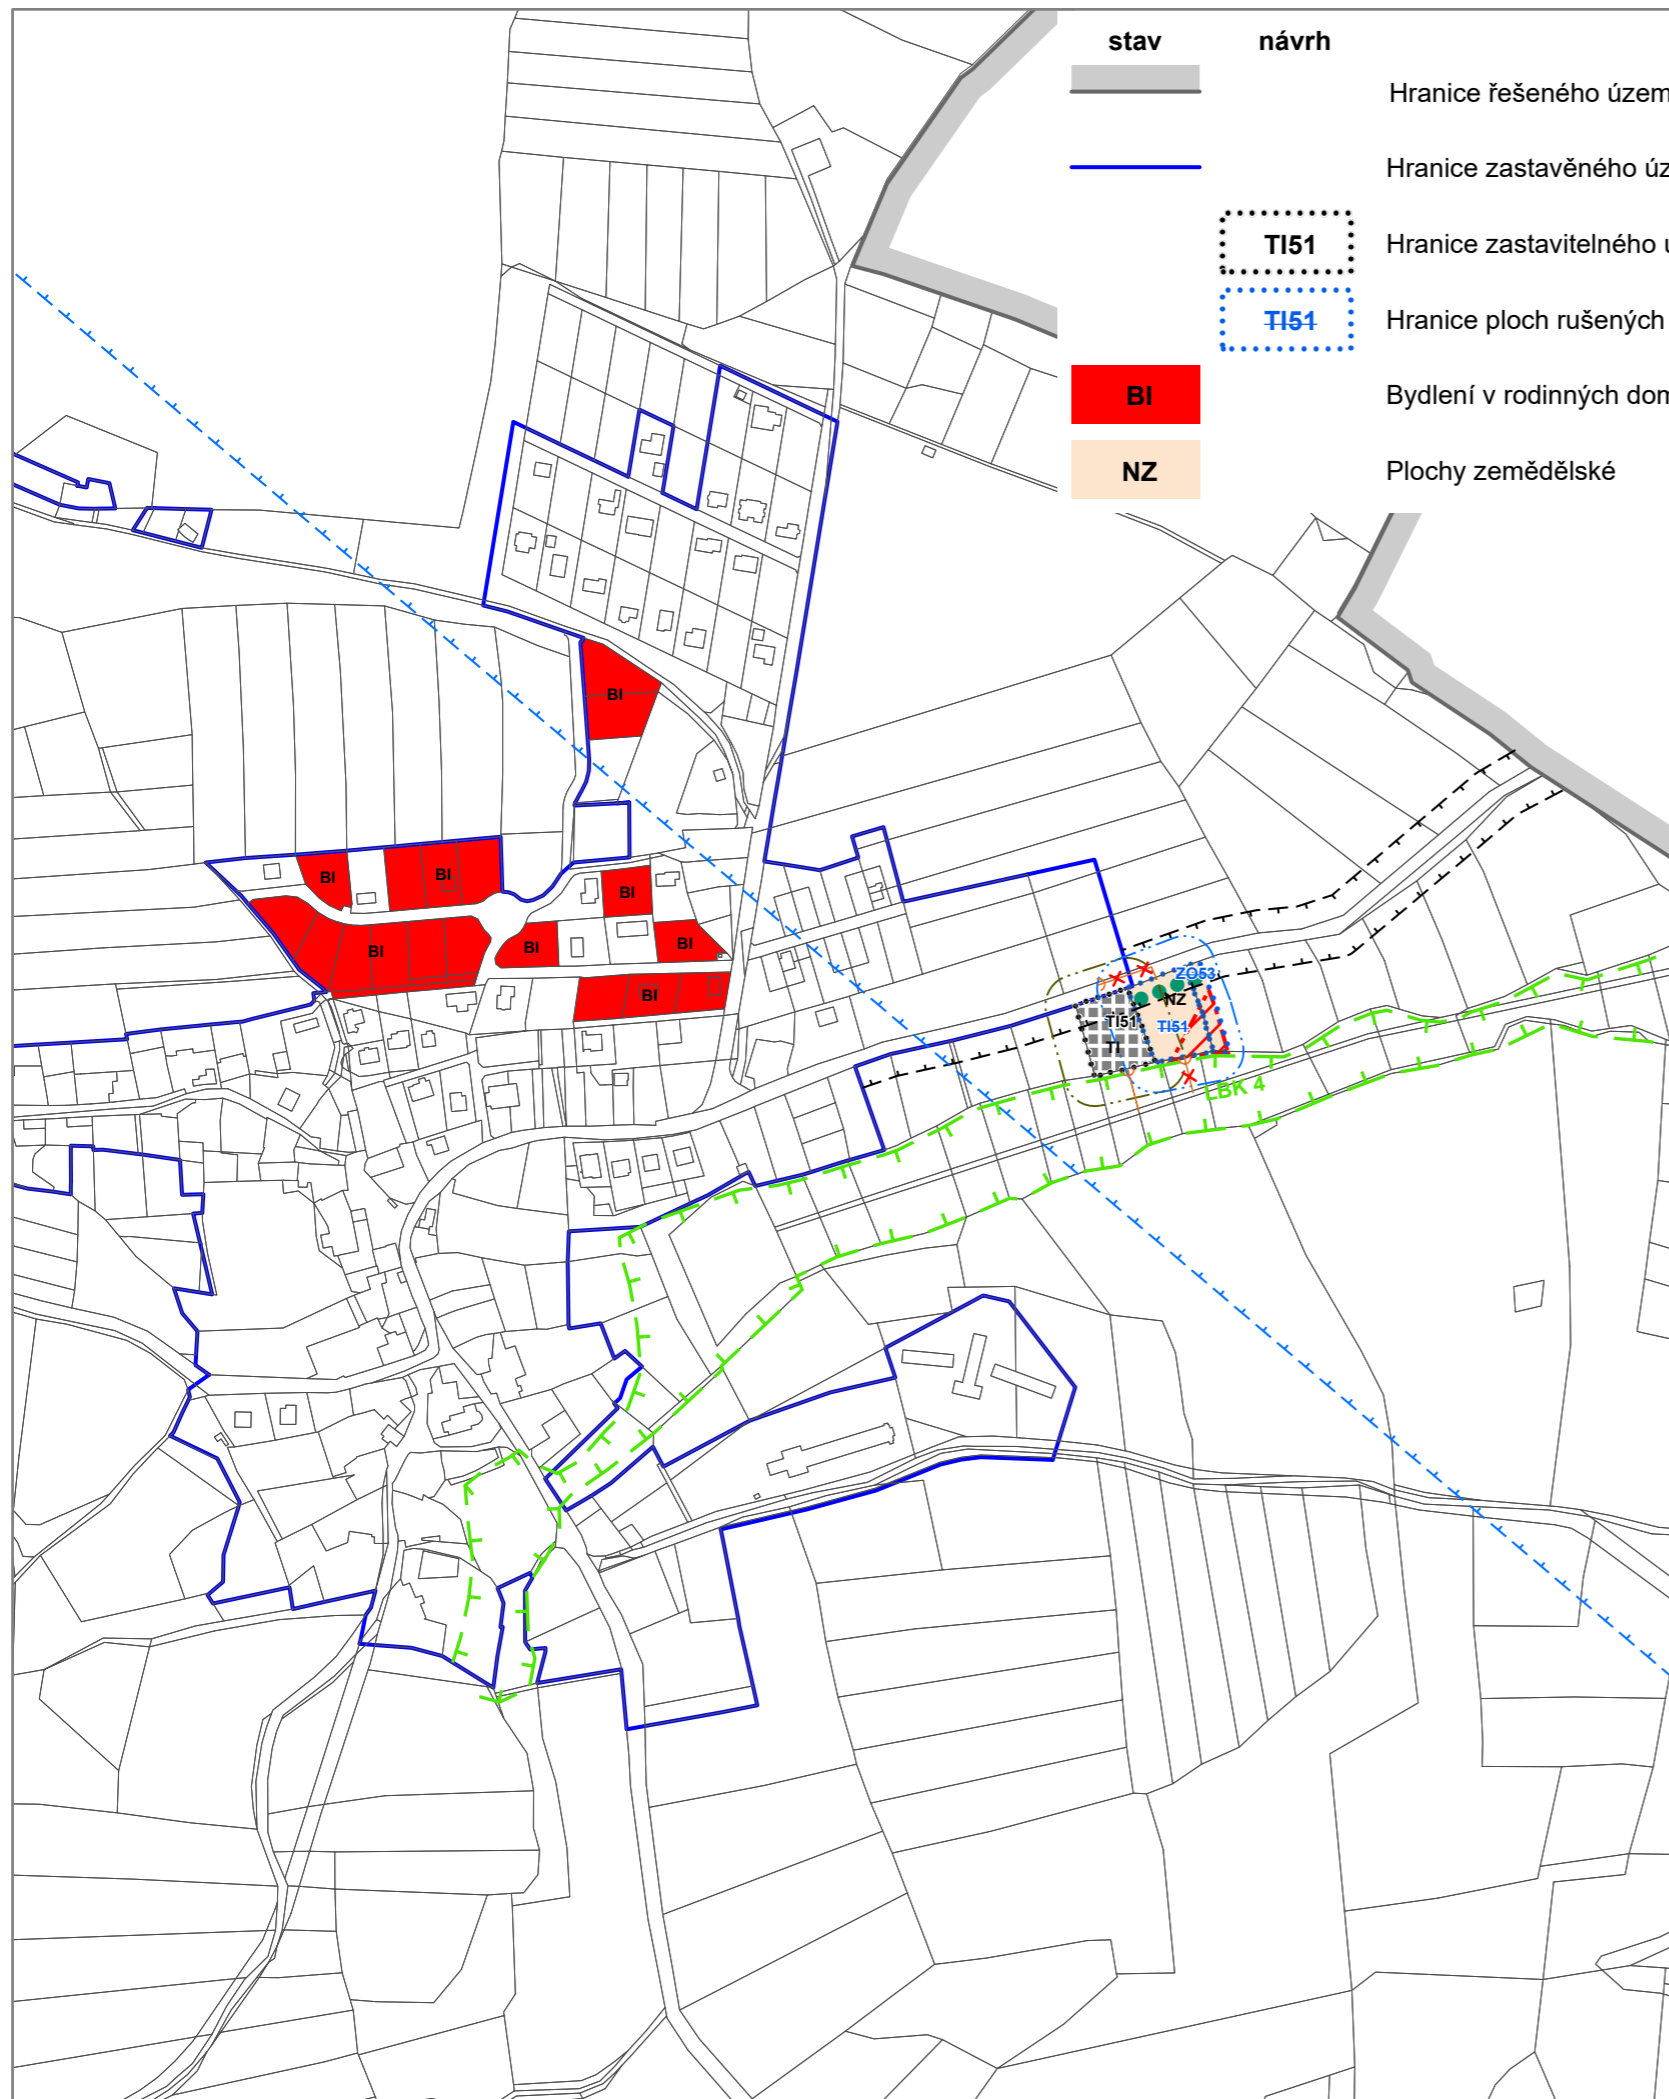 stav návrh
Hranice řešeného územ
Hranice zastavěného úz
TI51 Hranice zastavitelného ú
TI51 Hranice ploch rušených
BI Bydlení v rodinných dom
NZ Plochy zemědělské
BI
BI
BI
BI
BI
BI
BI
BI
ZO53
NZ
TI51
TI51
TI
LBK 4